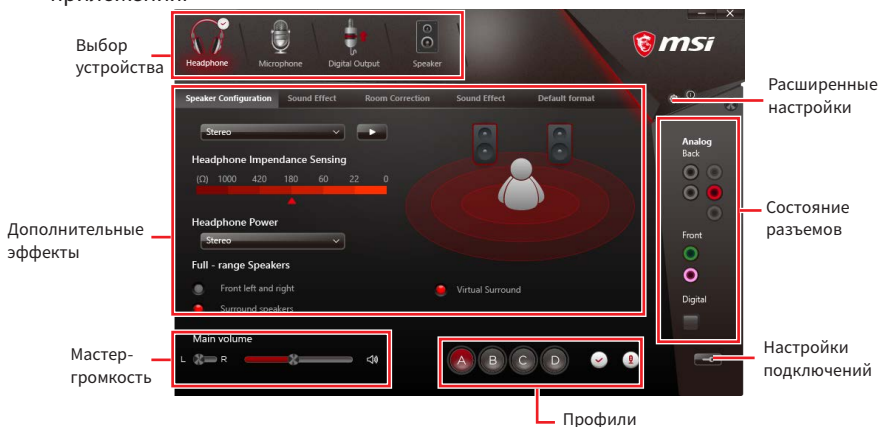 приложения.
Выбор
устройства
Headphone Microphone Digital Output Speaker
msi
Расширенные
настройки
Speaker Configuration Sound Effect Room Correction Sound Effect Default format
Stereo
Headphone Impendance Sensing
(Ω) 1000 420 180 60 22 0
Headphone Power
Stereo
Full - range Speakers
Front left and right
Surround speakers
Virtual Surround
Дополнительные
эффекты
Analog
Back
Front
Digital
Состояние
разъемов
Main volume
L R
Мастер-
громкость
A B C D
Настройки
подключений
Профили